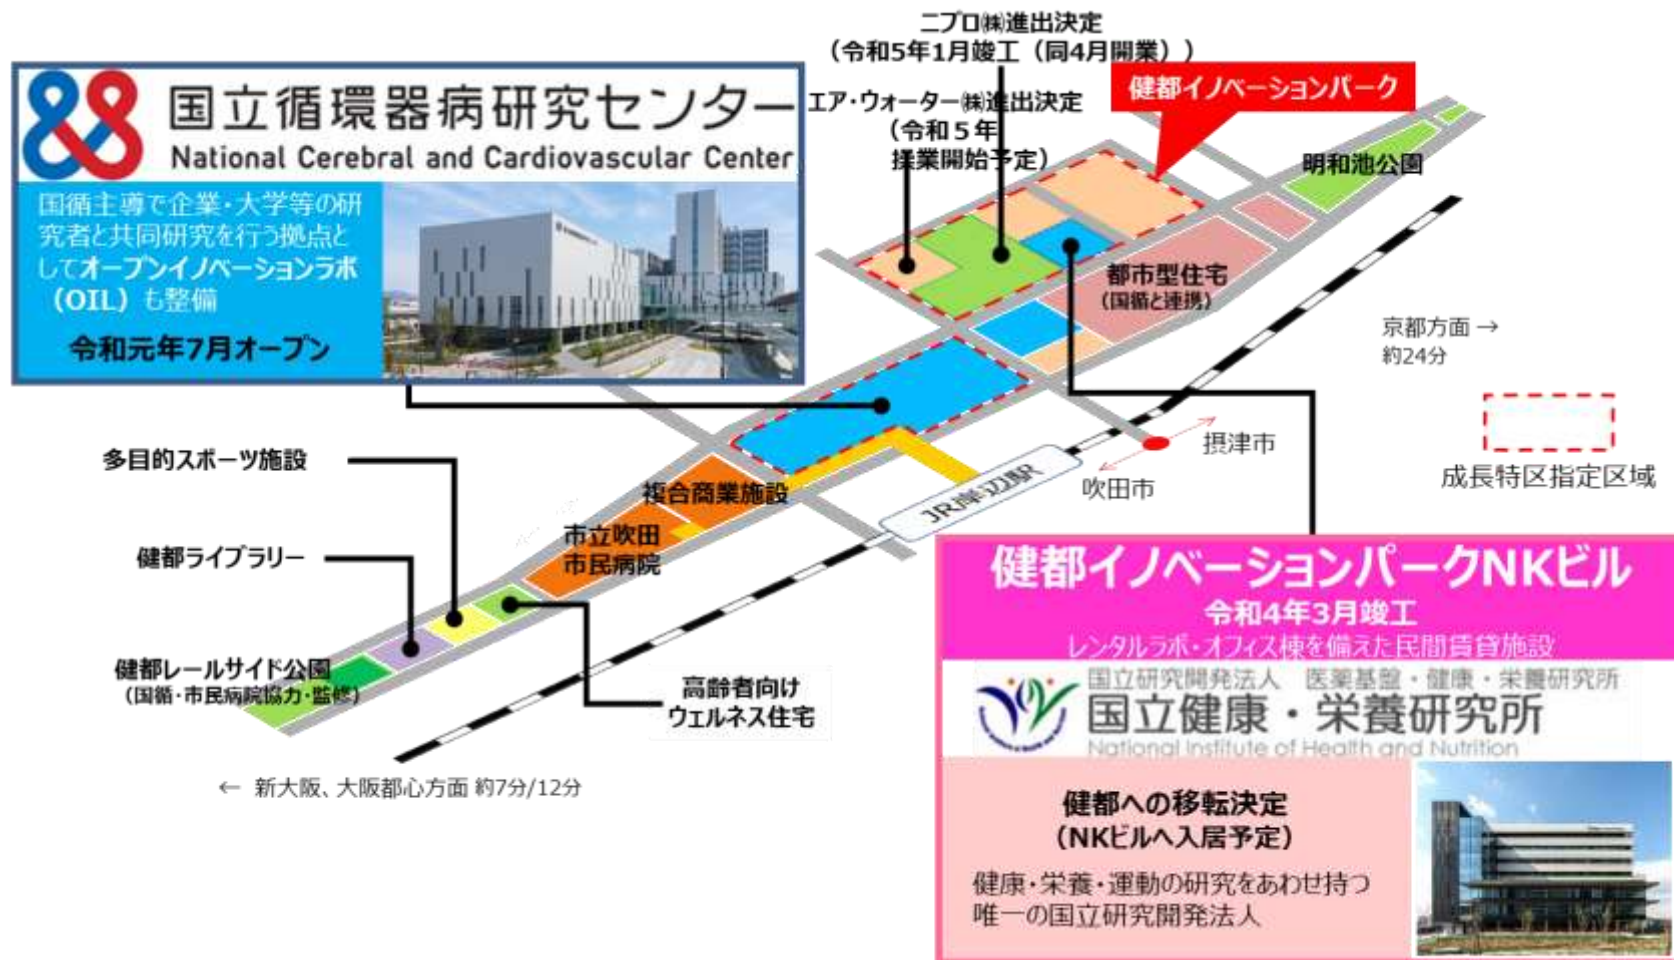 ニプロ㈱進出決定
（令和5年1月竣工（同4月開業））
エア・ウォーター㈱進出決定
（令和５年
操業開始予定）
健都イノベーションパーク
国立循環器病研究センター
National Cerebral and Cardiovascular Center
国循主導で企業・大学等の研
究者と共同研究を行う拠点と
してオープンイノベーションラボ
（OIL）も整備
令和元年7月オープン
明和池公園
都市型住宅
（国循と連携）
京都方面 →
約24分
成長特区指定区域
摂津市
吹田市
JR岸辺駅
多目的スポーツ施設
複合商業施設
市立吹田
市民病院
健都ライブラリー
健都レールサイド公園
（国循・市民病院協力・監修）
高齢者向け
ウェルネス住宅
← 新大阪、大阪都心方面 約7分/12分
健都イノベーションパークNKビル
令和4年3月竣工
レンタルラボ・オフィス棟を備えた民間賃貸施設
国立研究開発法人　医薬基盤・健康・栄養研究所
国立健康・栄養研究所
National Institute of Health and Nutrition
健都への移転決定
（NKビルへ入居予定）
健康・栄養・運動の研究をあわせ持つ
唯一の国立研究開発法人